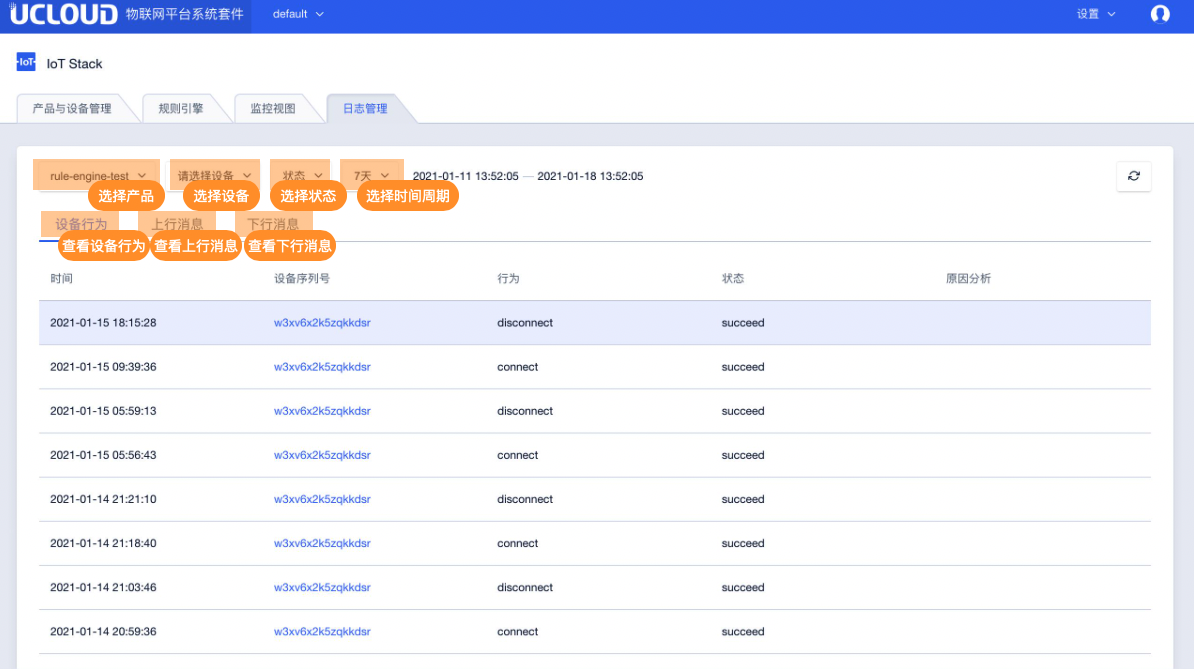 UCLOUD 物联网平台系统套件 default 设置
IoT IoT Stack
产品与设备管理 规则引擎 监控视图 日志管理
rule-engine-test 请选择设备 状态 7天 2021-01-11 13:52:05 — 2021-01-18 13:52:05
选择产品 选择设备 选择状态 选择时间周期
设备行为 上行消息 下行消息
查看设备行为 查看上行消息 查看下行消息
时间 设备序列号 行为 状态 原因分析
2021-01-15 18:15:28 w3xv6x2k5zqkkdsr disconnect succeed
2021-01-15 09:39:36 w3xv6x2k5zqkkdsr connect succeed
2021-01-15 05:59:13 w3xv6x2k5zqkkdsr disconnect succeed
2021-01-15 05:56:43 w3xv6x2k5zqkkdsr connect succeed
2021-01-14 21:21:10 w3xv6x2k5zqkkdsr disconnect succeed
2021-01-14 21:18:40 w3xv6x2k5zqkkdsr connect succeed
2021-01-14 21:03:46 w3xv6x2k5zqkkdsr disconnect succeed
2021-01-14 20:59:36 w3xv6x2k5zqkkdsr connect succeed